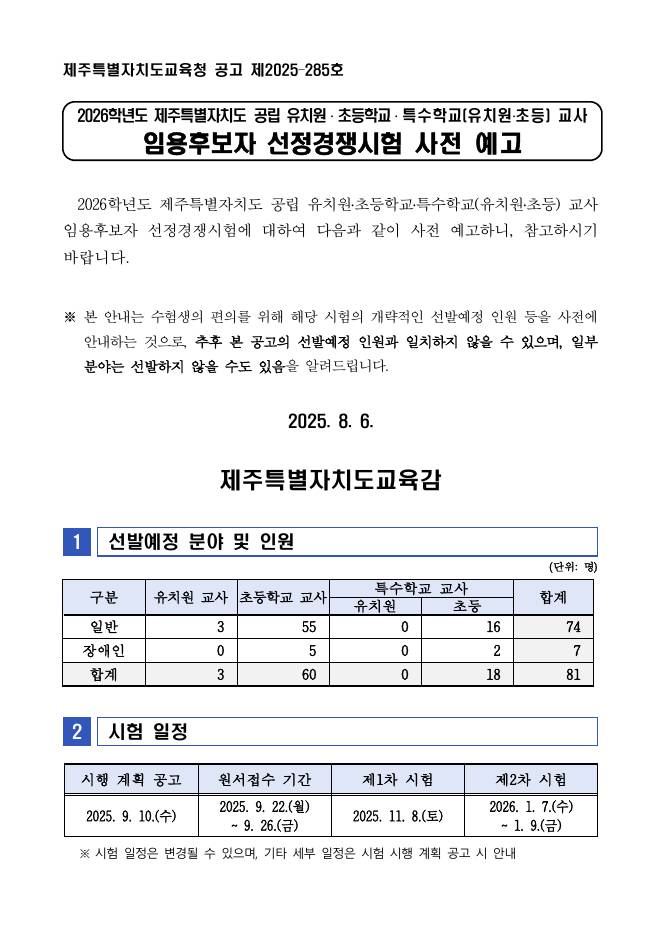 제주특별자치도교육청 공고 제2025-285호
2026학년도 제주특별자치도 공립 유치원·초등학교·특수학교(유치원·초등) 교사
임용후보자 선정경쟁시험 사전 예고
2026학년도 제주특별자치도 공립 유치원·초등학교·특수학교(유치원·초등) 교사
임용후보자 선정경쟁시험에 대하여 다음과 같이 사전 예고하니, 참고하시기
바랍니다.
※ 본 안내는 수험생의 편의를 위해 해당 시험의 개략적인 선발예정 인원 등을 사전에
안내하는 것으로, 추후 본 공고의 선발예정 인원과 일치하지 않을 수 있으며, 일부
분야는 선발하지 않을 수도 있음을 알려드립니다.
2025. 8. 6.
제주특별자치도교육감
1 선발예정 분야 및 인원
(단위: 명)
구분 유치원 교사 초등학교 교사 특수학교 교사 합계
유치원 초등
일반 3 55 0 16 74
장애인 0 5 0 2 7
합계 3 60 0 18 81
2 시험 일정
시행 계획 공고 원서접수 기간 제1차 시험 제2차 시험
2025. 9. 10.(수) 2025. 9. 22.(월) 2025. 11. 8.(토) 2026. 1. 7.(수)
~ 9. 26.(금) ~ 1. 9.(금)
※ 시험 일정은 변경될 수 있으며, 기타 세부 일정은 시험 시행 계획 공고 시 안내